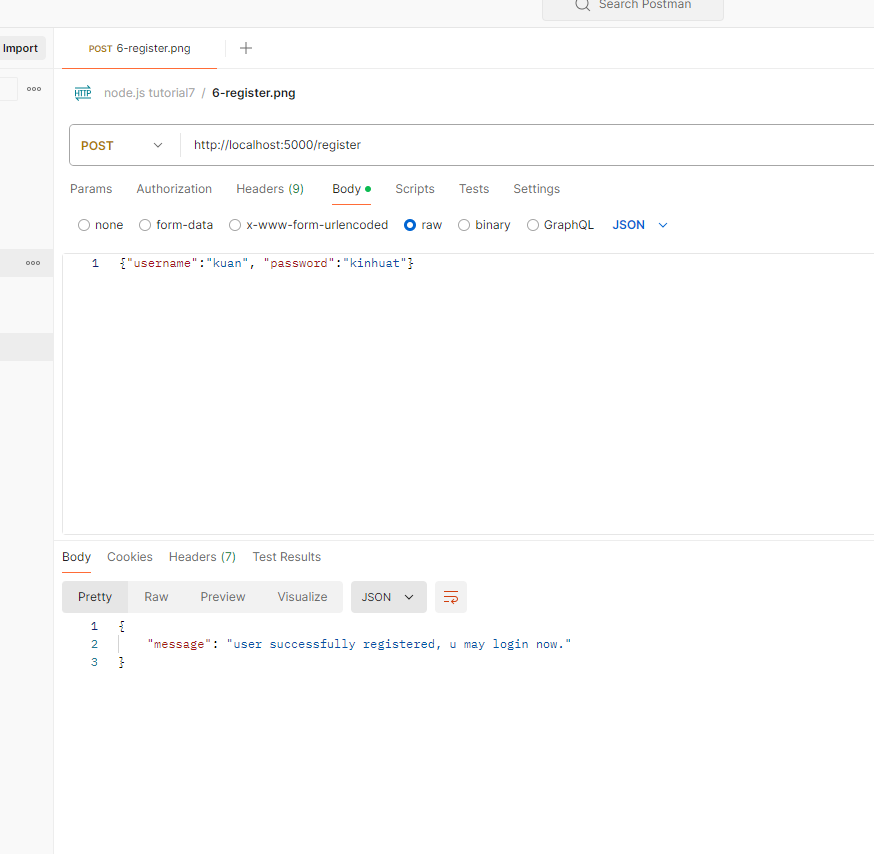 Search Postman
Import
POST 6-register.png
HTTP node.js tutorial7 / 6-register.png
POST http://localhost:5000/register
Params Authorization Headers (9) Body Scripts Tests Settings
none form-data x-www-form-urlencoded raw binary GraphQL JSON
1 {"username":"kuan", "password":"kinhuat"}
Body Cookies Headers (7) Test Results
Pretty Raw Preview Visualize JSON
1 {
2 "message": "user successfully registered, u may login now."
3 }